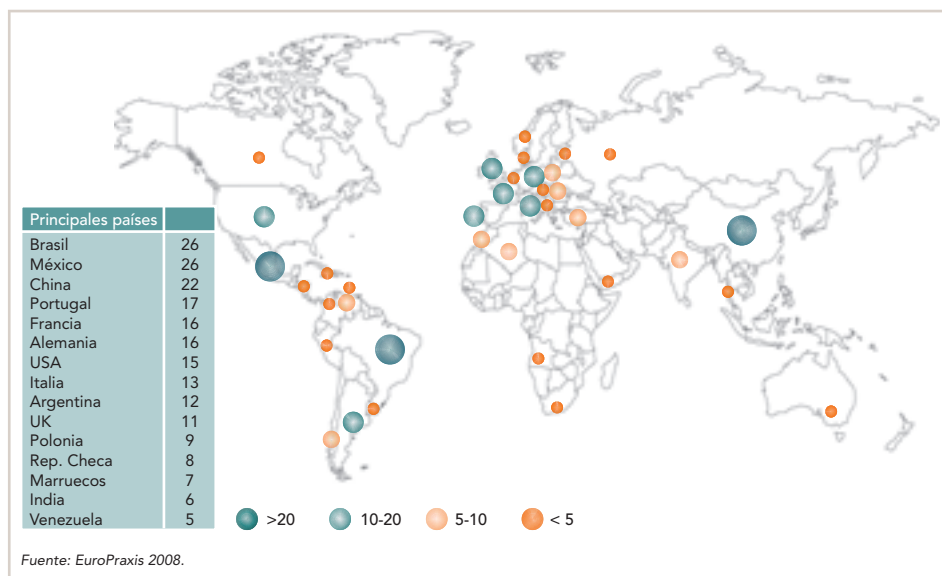 Principales países
Brasil 26
México 26
China 22
Portugal 17
Francia 16
Alemania 16
USA 15
Italia 13
Argentina 12
UK 11
Polonia 9
Rep. Checa 8
Marruecos 7
India 6
Venezuela 5
>20 10-20 5-10 < 5
Fuente: EuroPraxis 2008.